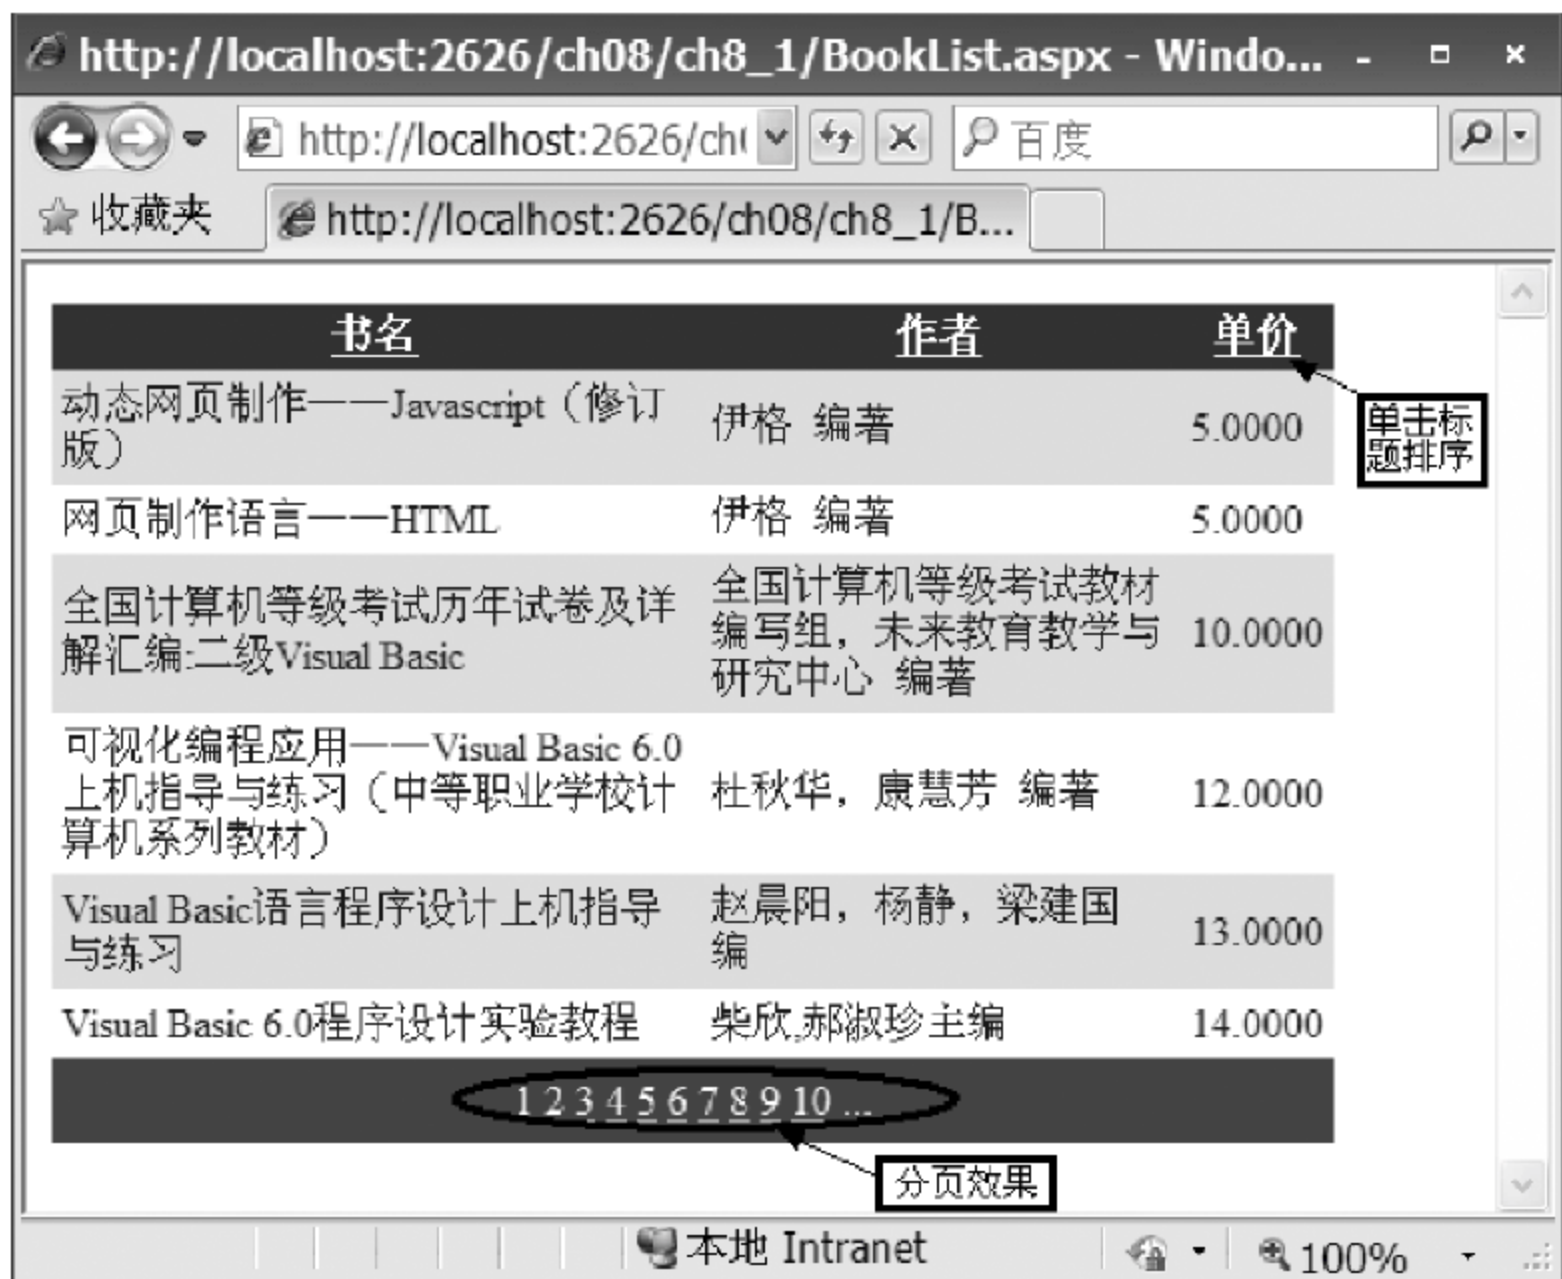 http://localhost:2626/ch08/ch8_1/BookList.aspx - Windo...
http://localhost:2626/ch
百度
收藏夹
http://localhost:2626/ch08/ch8_1/B...
书名 作者 单价
动态网页制作——Javascript（修订
版）
伊格 编著
5.0000
单击标
题排序
网页制作语言——HTML
伊格 编著
5.0000
全国计算机等级考试历年试卷及详
解汇编:二级Visual Basic
全国计算机等级考试教材
编写组，未来教育教学与
研究中心 编著
10.0000
可视化编程应用——Visual Basic 6.0
上机指导与练习（中等职业学校计
算机系列教材）
杜秋华，康慧芳 编著
12.0000
Visual Basic语言程序设计上机指导
与练习
赵晨阳，杨静，梁建国
编
13.0000
Visual Basic 6.0程序设计实验教程
柴欣,郝淑珍主编
14.0000
1 2 3 4 5 6 7 8 9 10 ...
分页效果
本地 Intranet
100%